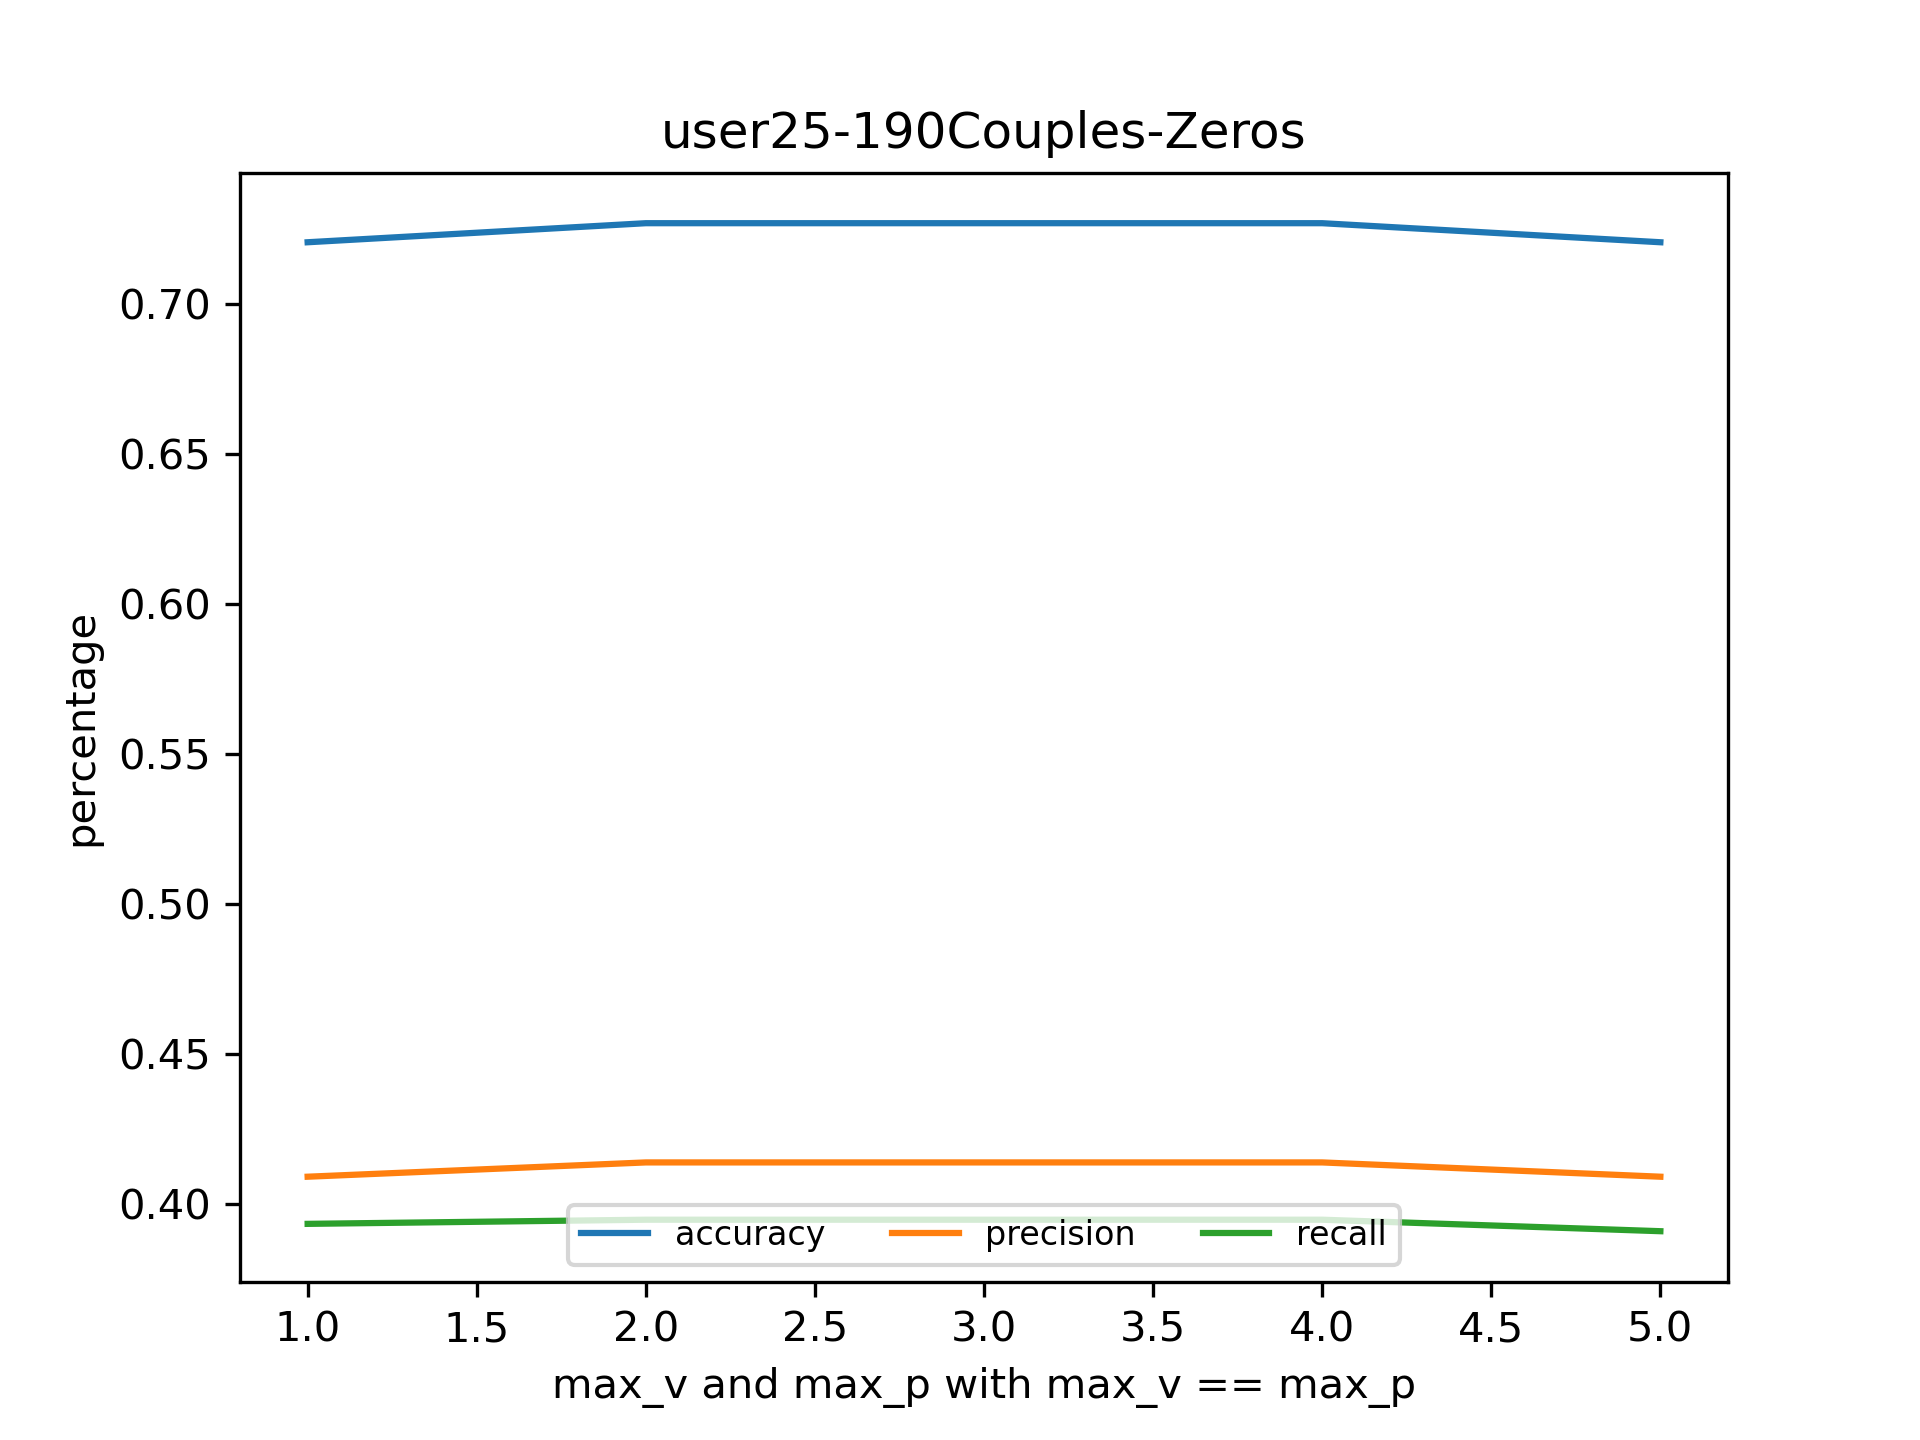 user25-190Couples-Zeros
percentage
0.70
0.65
0.60
0.55
0.50
0.45
0.40
accuracy precision recall
1.0 1.5 2.0 2.5 3.0 3.5 4.0 4.5 5.0
max_v and max_p with max_v == max_p